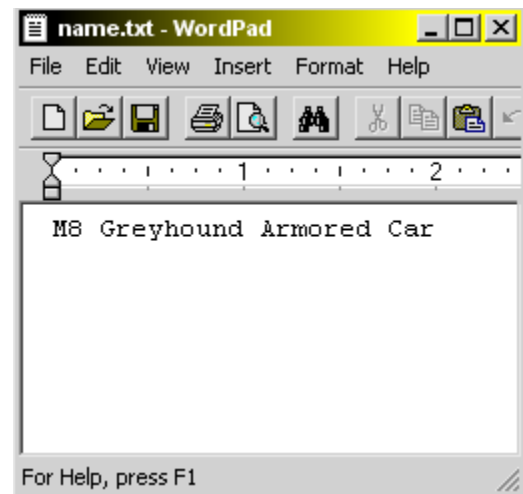 name.txt - WordPad
File Edit View Insert Format Help
1 2
M8 Greyhound Armored Car
For Help, press F1